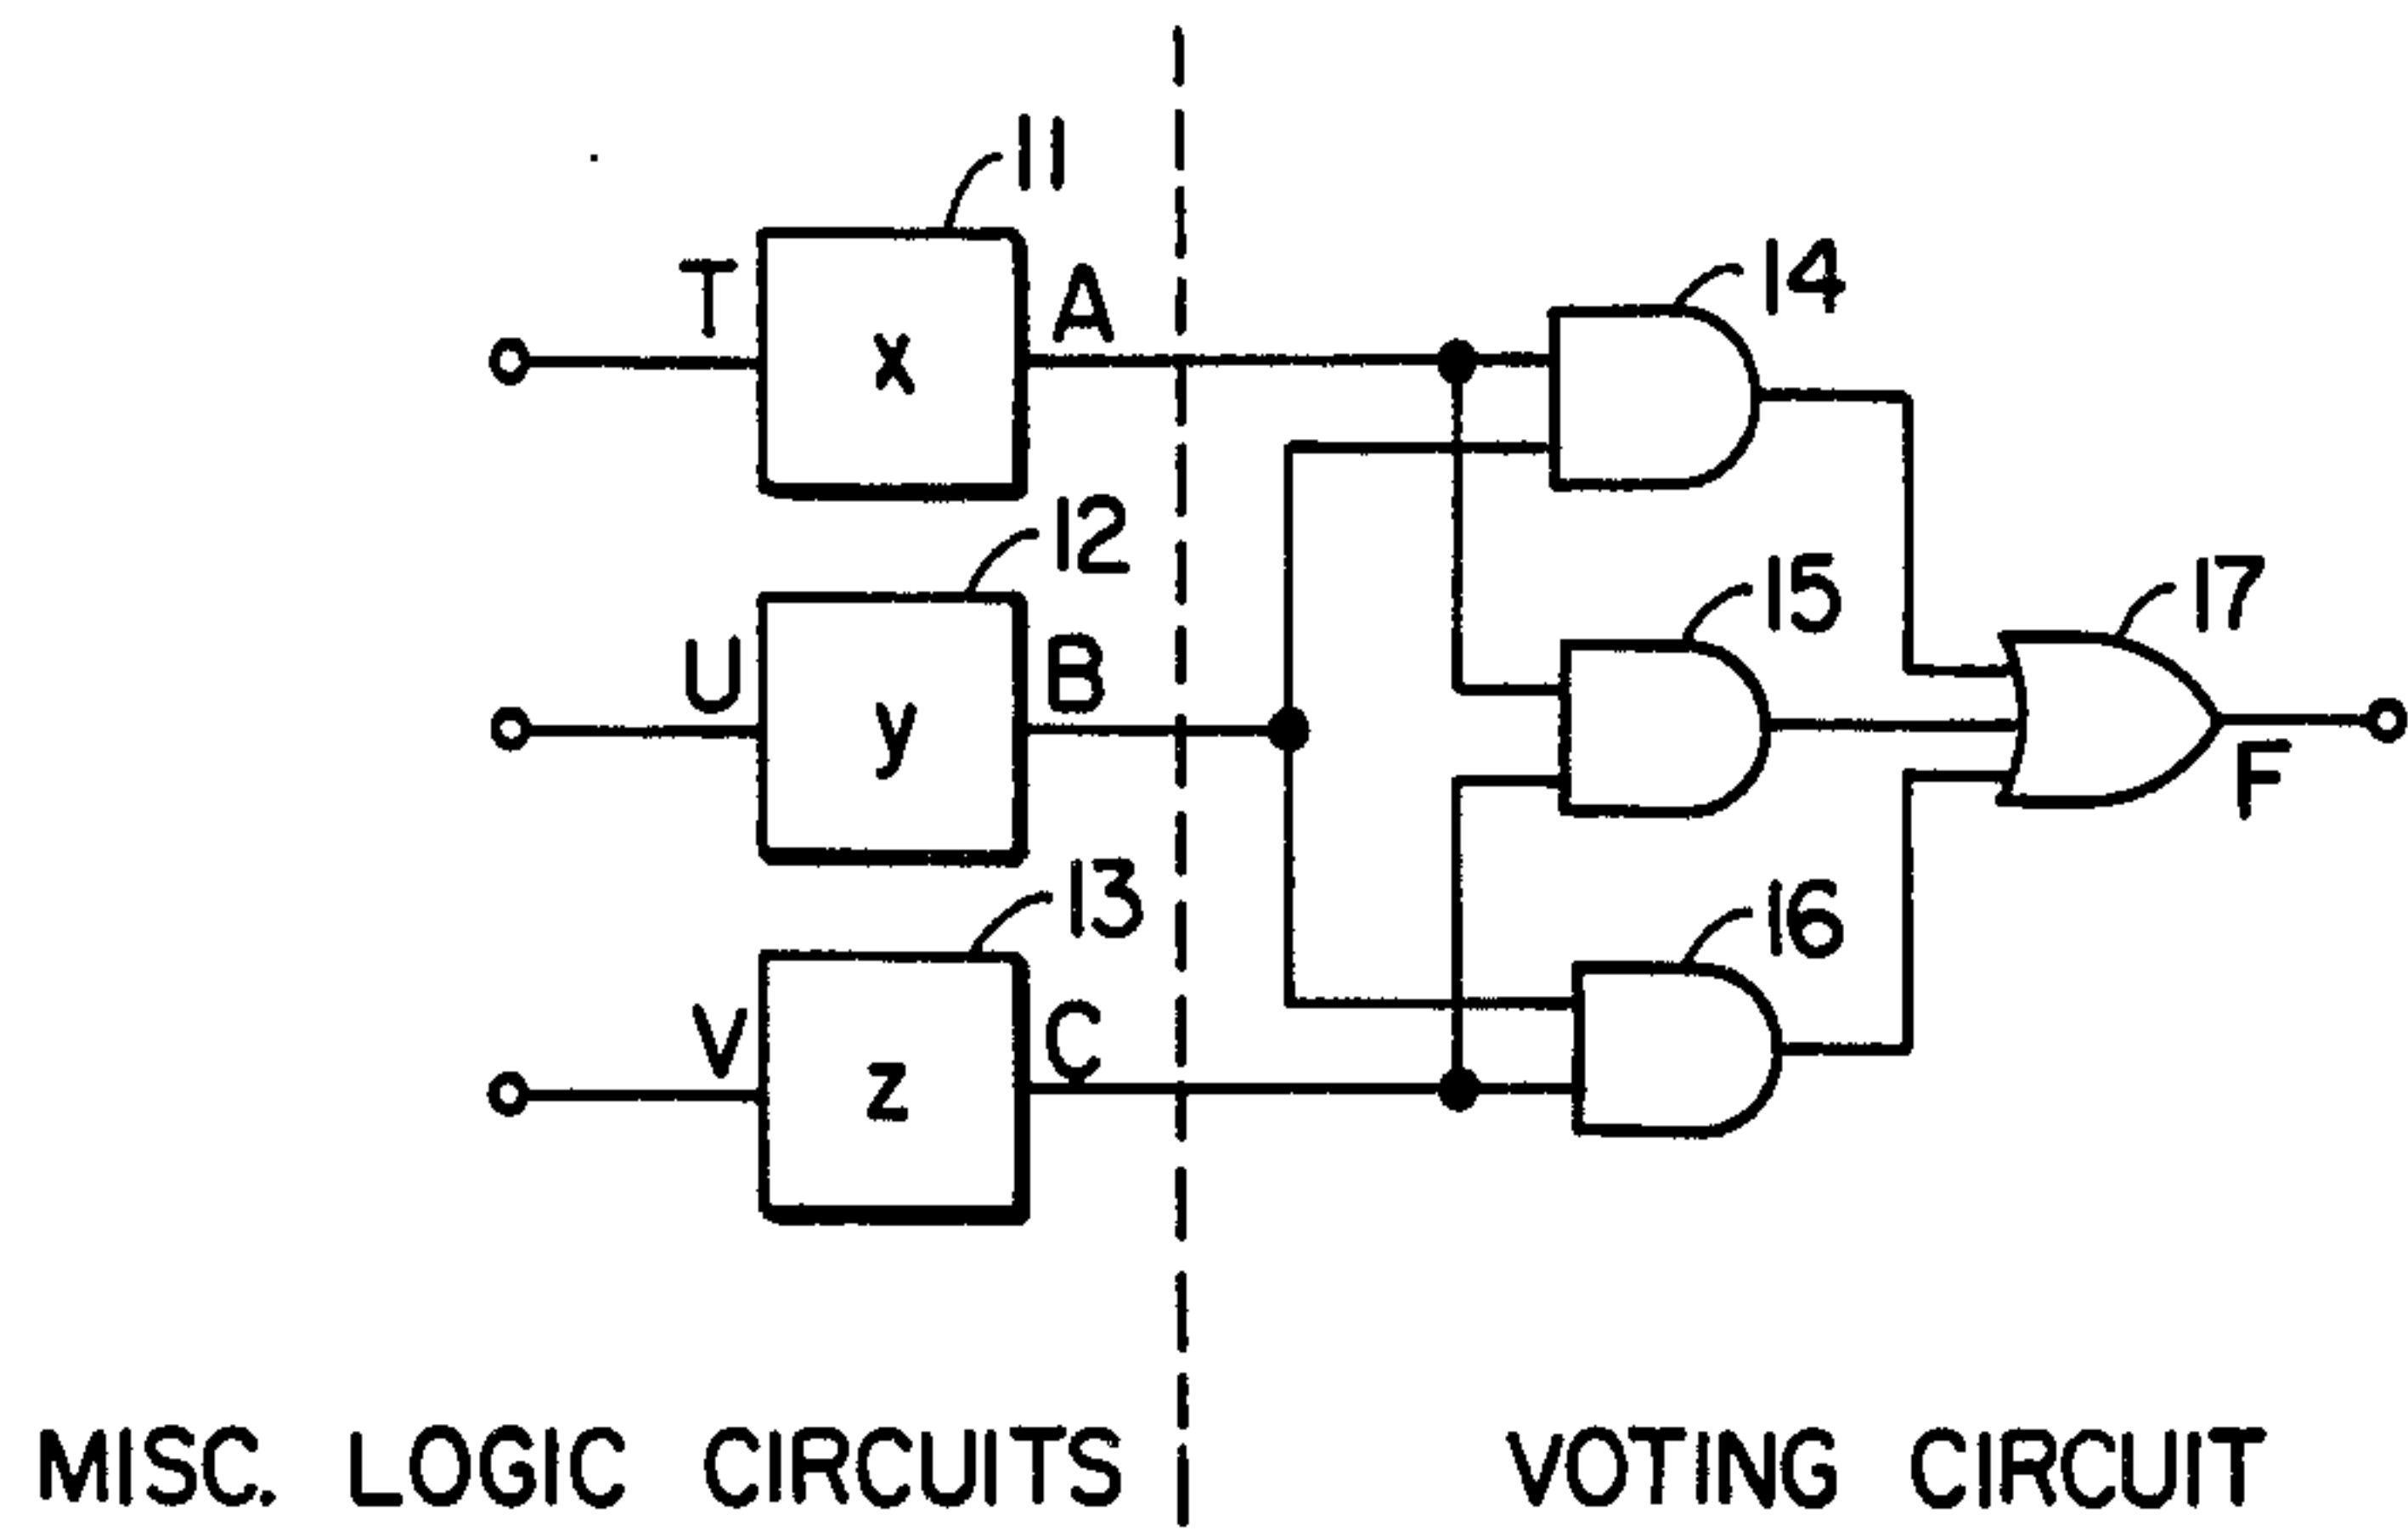 11
T
x
A
14
12
U
y
B
15
17
F
13
V
z
C
16
MISC. LOGIC CIRCUITS
VOTING CIRCUIT